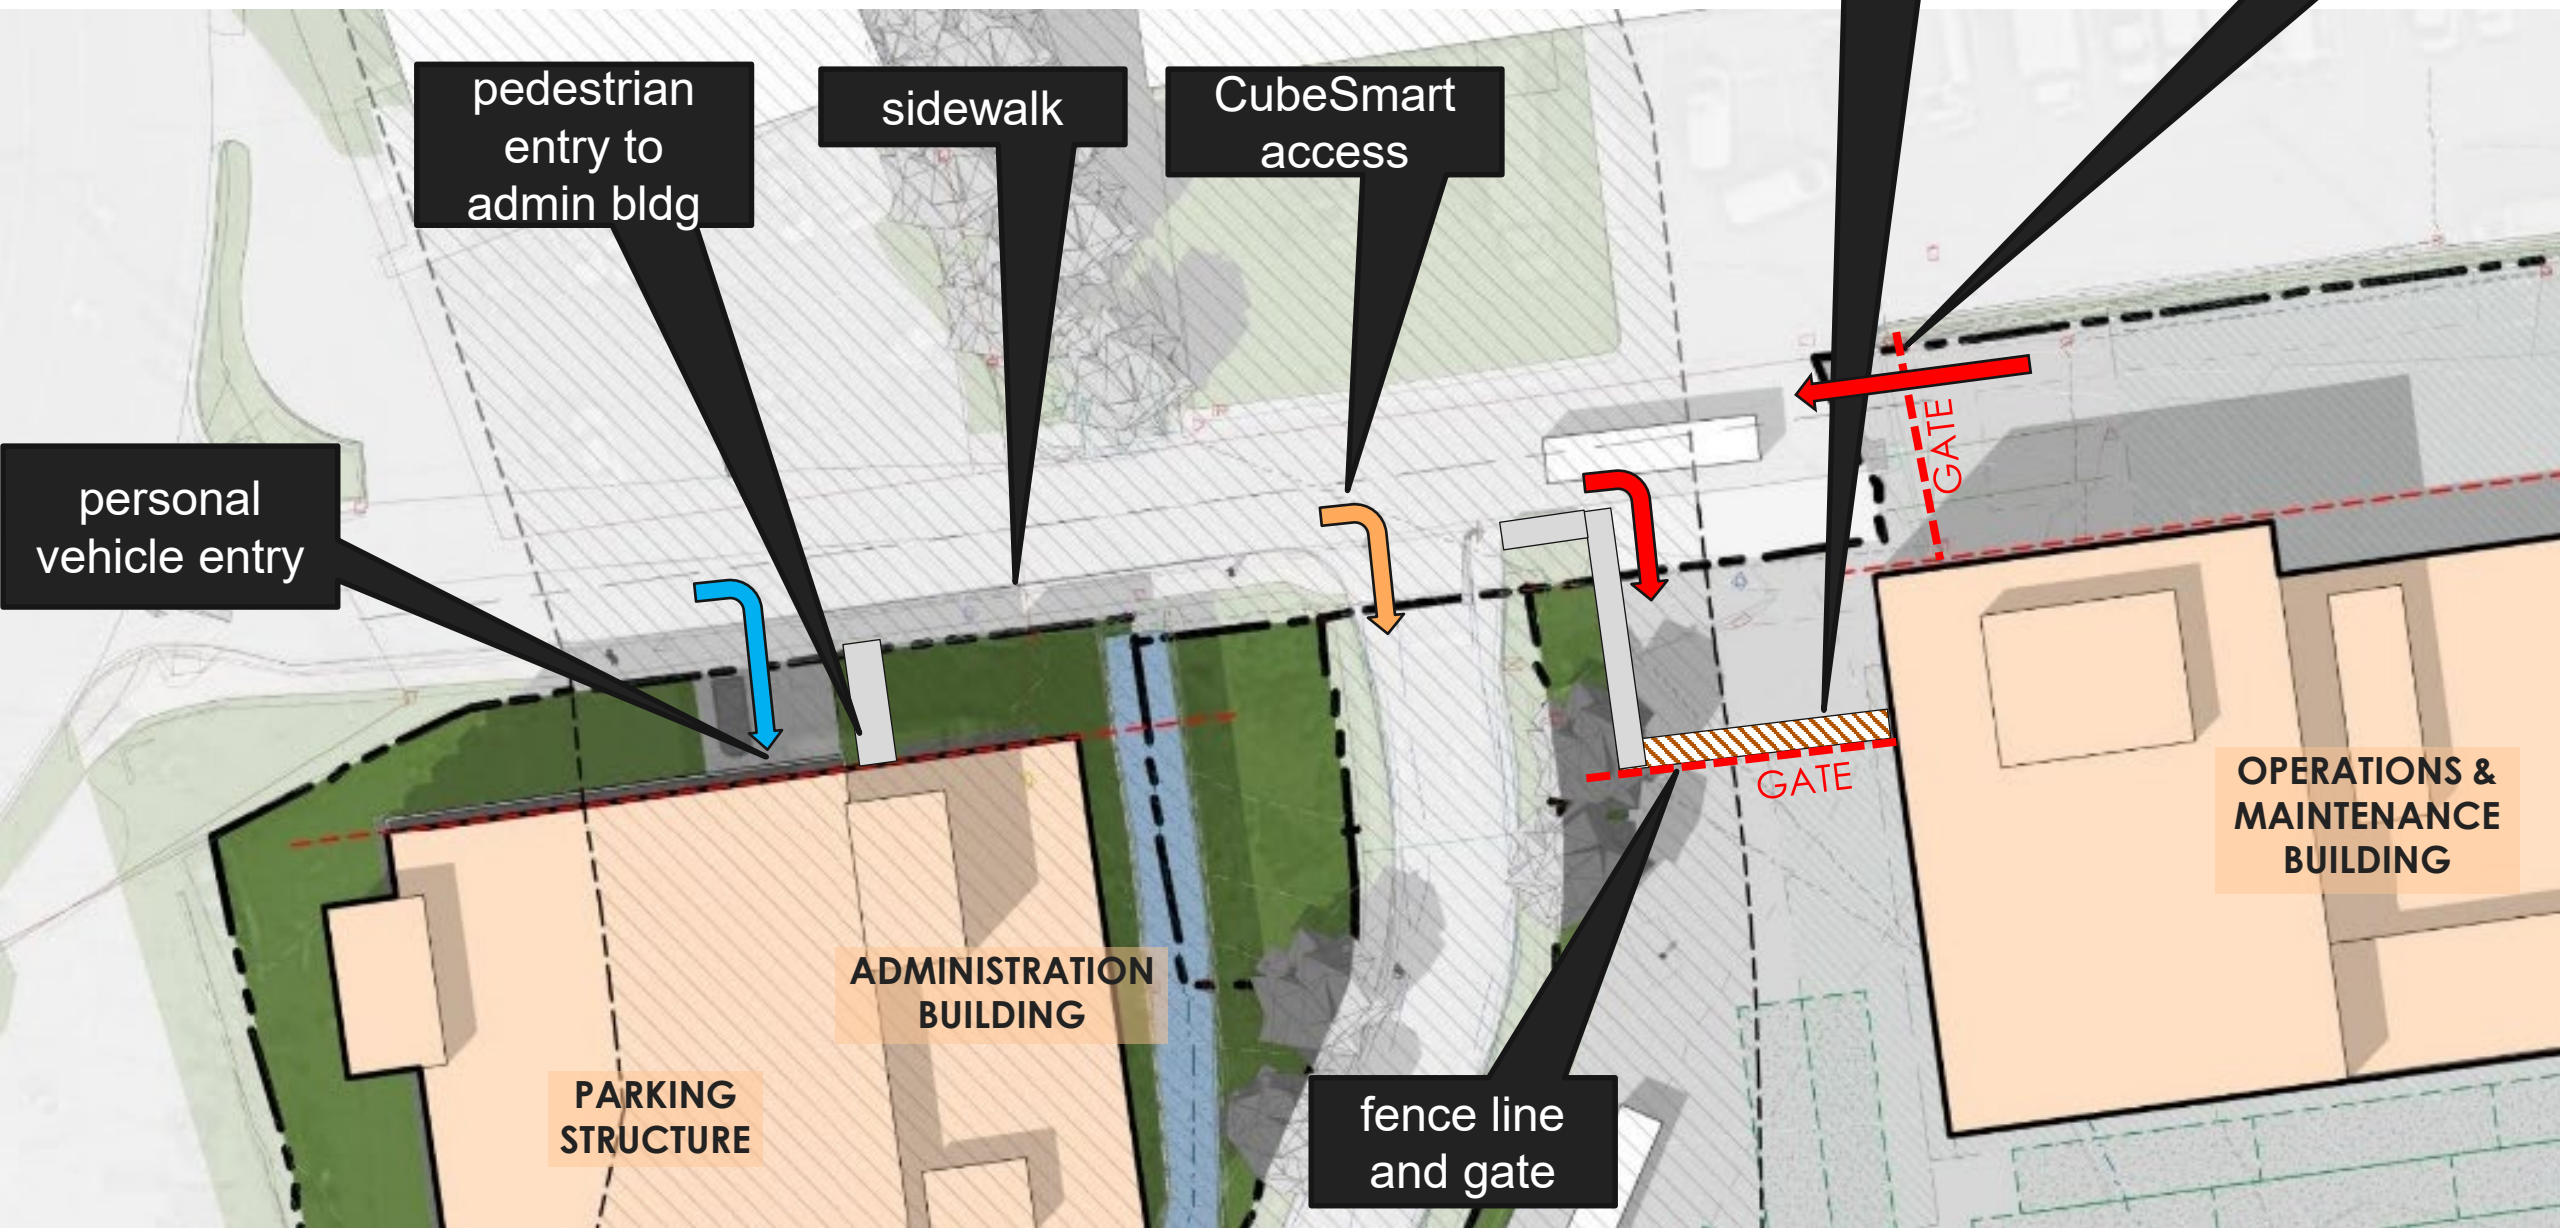 pedestrian
entry to
admin bldg
sidewalk
CubeSmart
access
personal
vehicle entry
GATE
GATE
OPERATIONS &
MAINTENANCE
BUILDING
ADMINISTRATION
BUILDING
PARKING
STRUCTURE
fence line
and gate